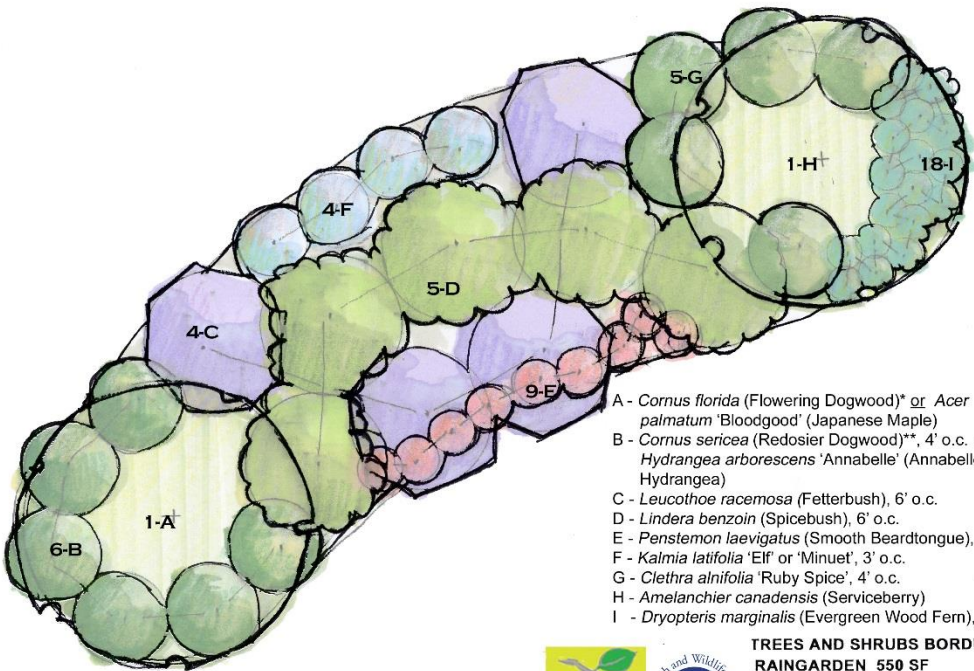 5-G
1-H
18-I
4-F
5-D
4-C
9-E
1-A
6-B
A - Cornus florida (Flowering Dogwood)* or Acer
palmatum ‘Bloodgood’ (Japanese Maple)
B - Cornus sericea (Redosier Dogwood)**, 4’ o.c.
Hydrangea arborescens ‘Annabelle’ (Annabelle
Hydrangea)
C - Leucothoe racemosa (Fetterbush), 6’ o.c.
D - Lindera benzoin (Spicebush), 6’ o.c.
E - Penstemon laevigatus (Smooth Beardtongue),
F - Kalmia latifolia ‘Elf’ or ‘Minuet’, 3’ o.c.
G - Clethra alnifolia ‘Ruby Spice’, 4’ o.c.
H - Amelanchier canadensis (Serviceberry)
I - Dryopteris marginalis (Evergreen Wood Fern),
TREES AND SHRUBS BORD
RAINGARDEN 550 SF
and Wildlife